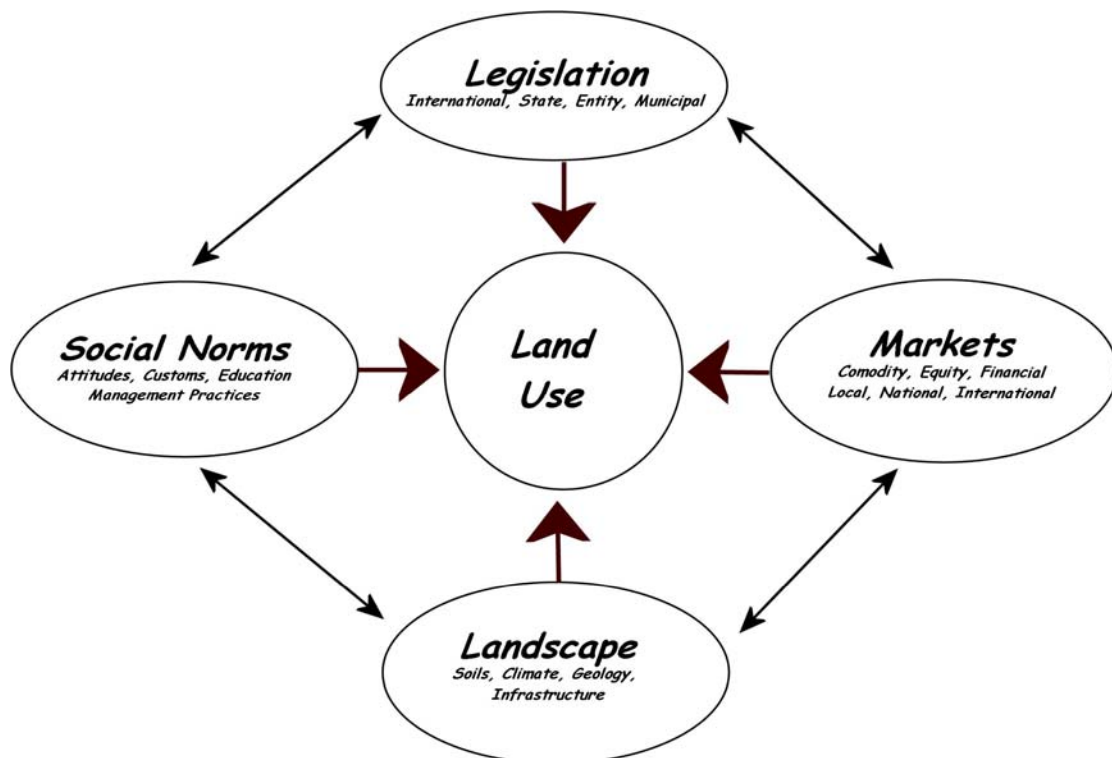 Legislation
International, State, Entity, Municipal
Social Norms
Attitudes, Customs, Education
Management Practices
Land
Use
Markets
Comodity, Equity, Financial
Local, National, International
Landscape
Soils, Climate, Geology,
Infrastructure